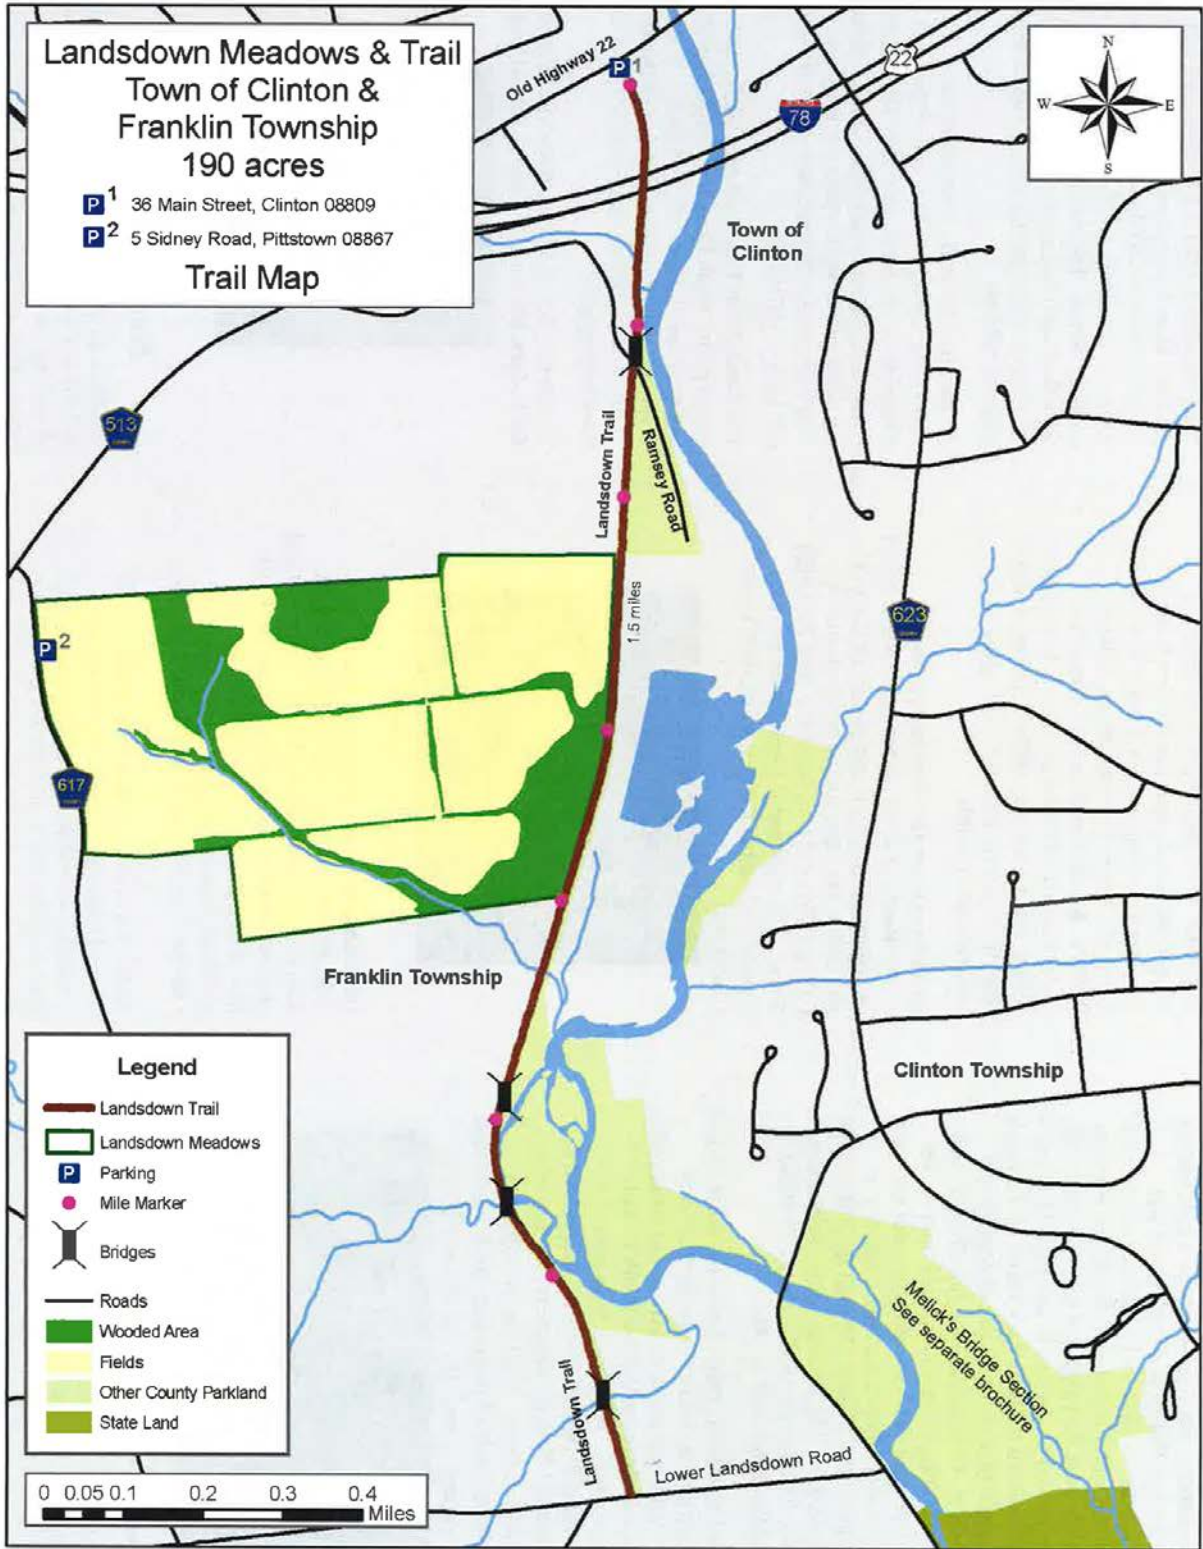 Landsdown Meadows & Trail
Town of Clinton &
Franklin Township
190 acres
P 1 36 Main Street, Clinton 08809
P 2 5 Sidney Road, Pittstown 08867
Trail Map
Old Highway 22
P 1
22
78
N
W E
S
Town of
Clinton
513
Landsdown Trail
Ramsey Road
1.5 miles
623
P 2
617
Franklin Township
Clinton Township
Legend
Landsdown Trail
Landsdown Meadows
P Parking
Mile Marker
Bridges
Roads
Wooded Area
Fields
Other County Parkland
State Land
Melick's Bridge Section
See separate brochure
Landsdown Trail
Lower Landsdown Road
0 0.05 0.1 0.2 0.3 0.4
Miles